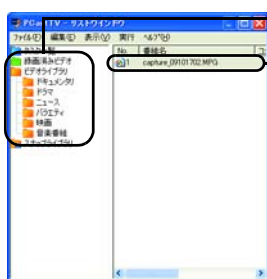 PCastTV - リストウィンドウ
ファイル(F) 編集(E) 表示(V) 実行 ヘルプ(H)
No. 番組名
録画済みビデオ
1 capture_09101702.MPG
ビデオライブラリ
ドキュメンタリ
ドラマ
ニュース
バラエティ
映画
音楽番組